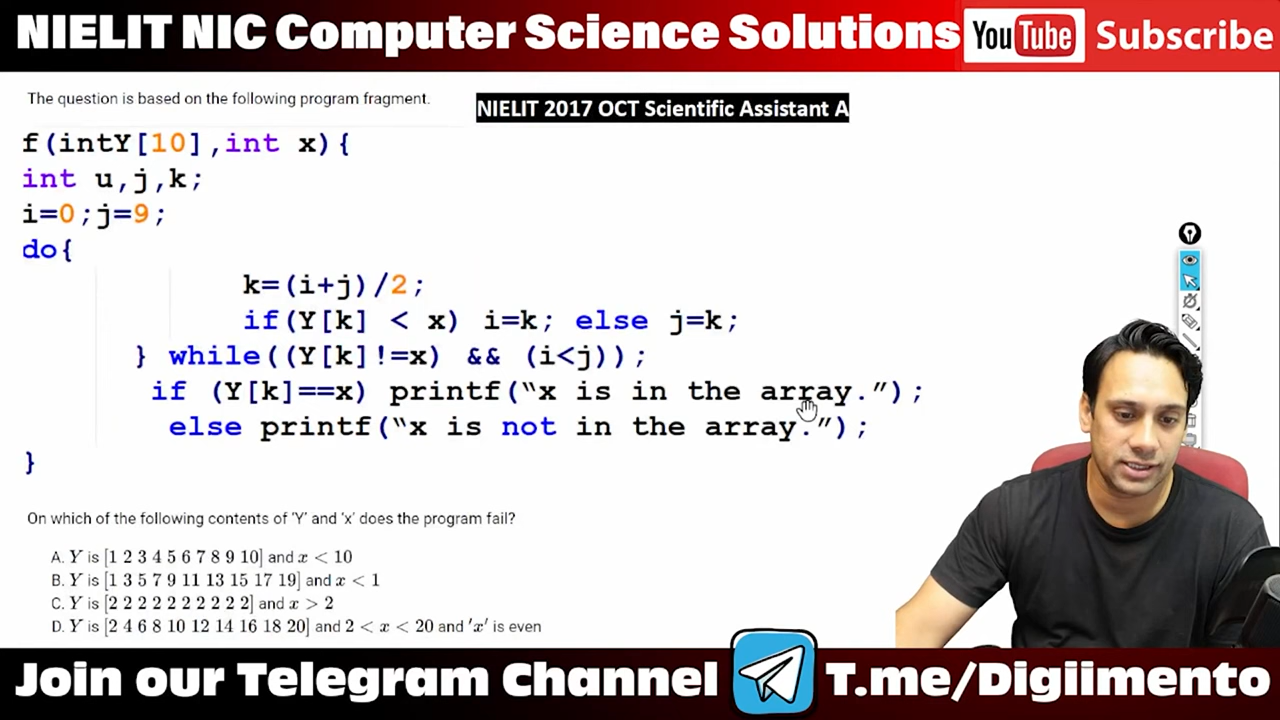 NIELIT NIC Computer Science Solutions YouTube Subscribe
The question is based on the following program fragment.
NIELIT 2017 OCT Scientific Assistant A
f(intY[10],int x){
int u,j,k;
i=0;j=9;
do{
k=(i+j)/2;
if(Y[k] < x) i=k; else j=k;
} while((Y[k]!=x) && (i<j));
if (Y[k]==x) printf(“x is in the array.”);
else printf(“x is not in the array.”);
}
On which of the following contents of ‘Y’ and ‘x’ does the program fail?
A. Y is [1 2 3 4 5 6 7 8 9 10] and x < 10
B. Y is [1 3 5 7 9 11 13 15 17 19] and x < 1
C. Y is [2 2 2 2 2 2 2 2 2 2] and x > 2
D. Y is [2 4 6 8 10 12 14 16 18 20] and 2 < x < 20 and 'x' is even
Join our Telegram Channel T.me/Digiimento